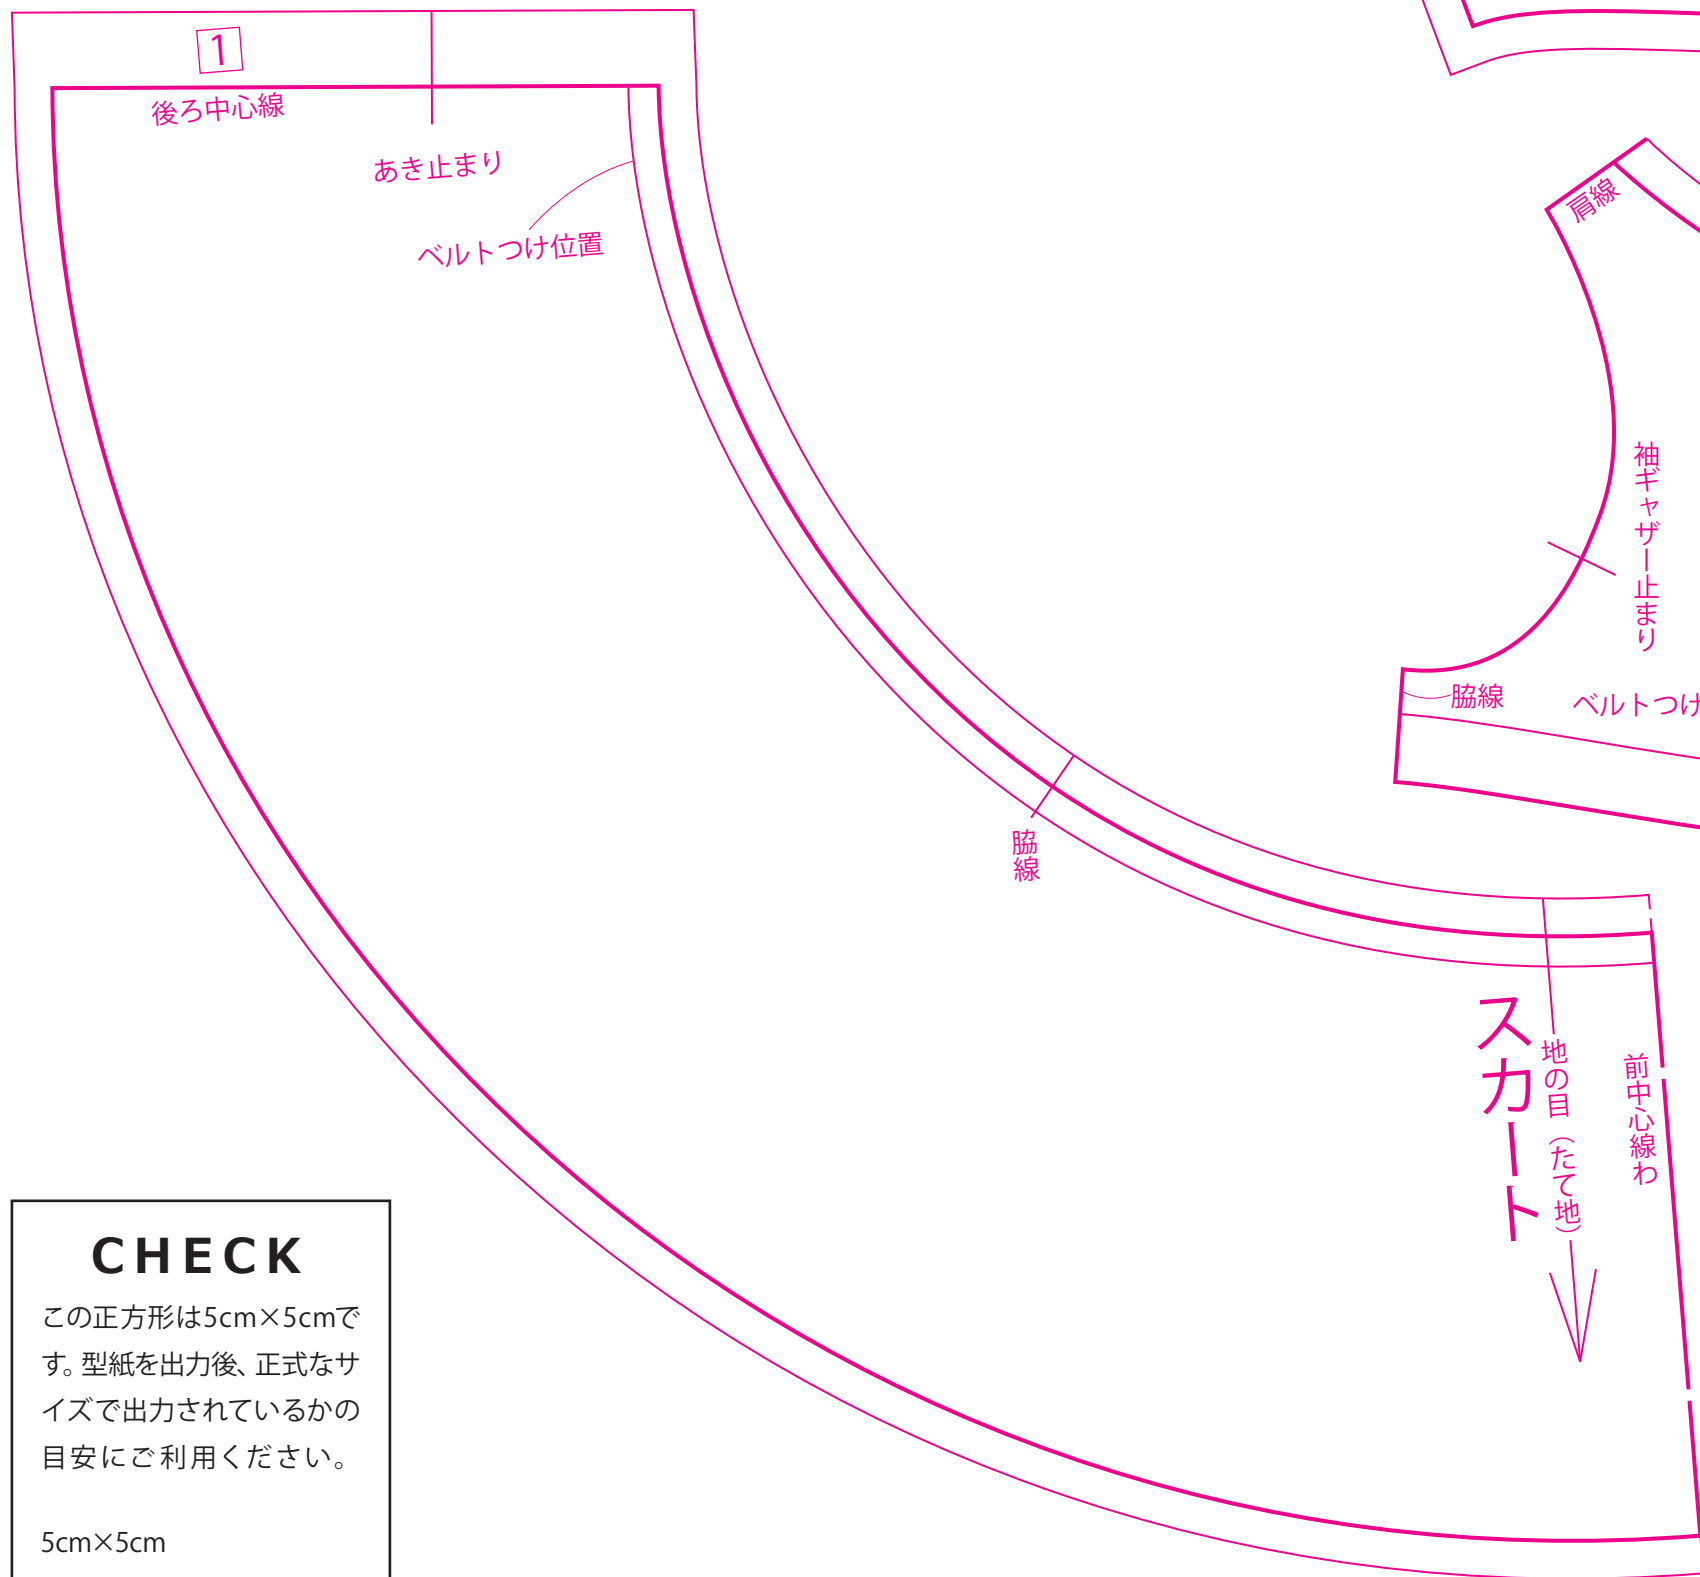 1
後ろ中心線
あき止まり
ベルトつけ位置
肩線
袖ギャザー止まり
脇線
ベルトつけ
脇線
スカート
地の目（たて地）
前中心線わ
CHECK
この正方形は5cm×5cmで
す。型紙を出力後、正式なサ
イズで出力されているかの
目安にご利用ください。
5cm×5cm